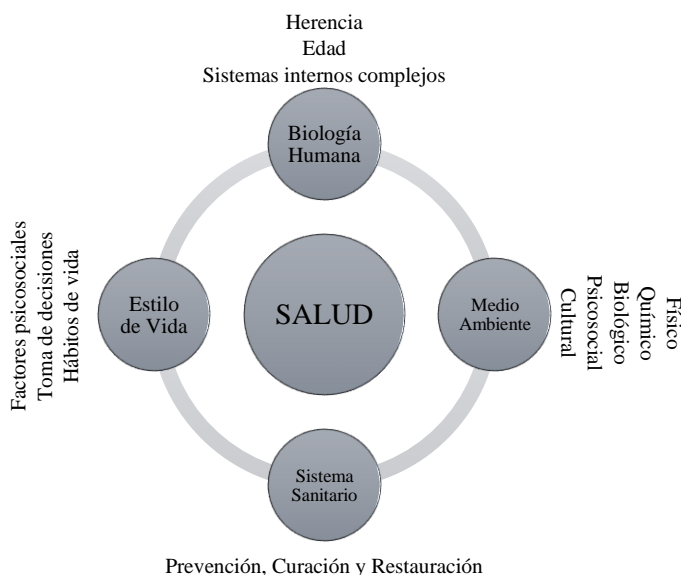 Herencia
Edad
Sistemas internos complejos
Biología
Humana
Factores psicosociales
Toma de decisiones
Hábitos de vida
Estilo
de Vida
SALUD
Medio
Ambiente
Físico
Químico
Biológico
Psicosocial
Cultural
Sistema
Sanitario
Prevención, Curación y Restauración